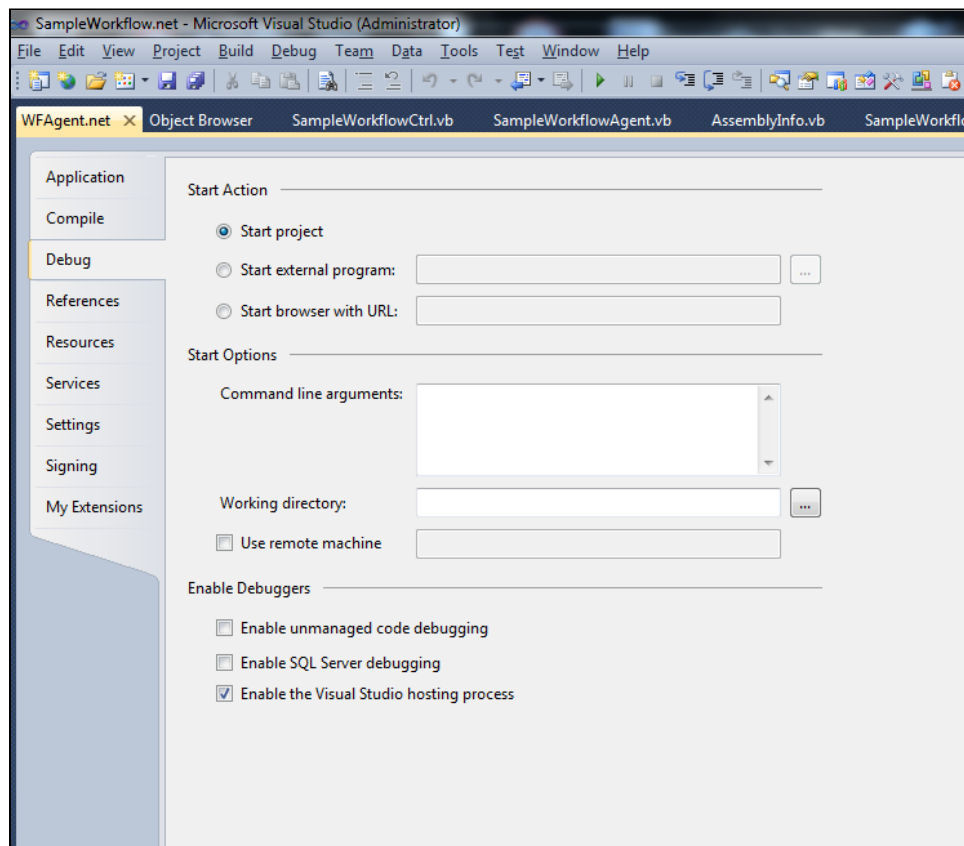 SampleWorkflow.net - Microsoft Visual Studio (Administrator)
File Edit View Project Build Debug Team Data Tools Test Window Help
WFAgent.net Object Browser SampleWorkflowCtrl.vb SampleWorkflowAgent.vb AssemblyInfo.vb SampleWorkflo
Application
Compile
Debug
References
Resources
Services
Settings
Signing
My Extensions
Start Action
Start project
Start external program:
...
Start browser with URL:
Start Options
Command line arguments:
Working directory:
...
Use remote machine
Enable Debuggers
Enable unmanaged code debugging
Enable SQL Server debugging
Enable the Visual Studio hosting process